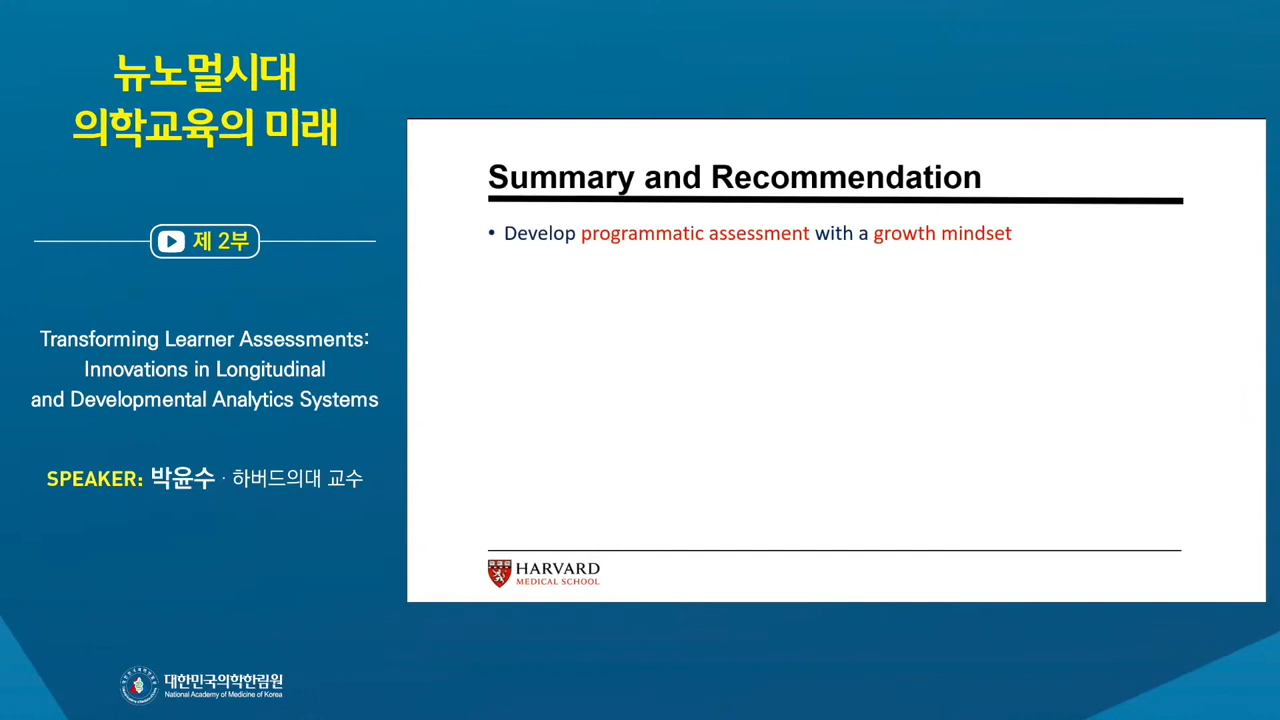 뉴노멀시대
의학교육의 미래
제 2부
Transforming Learner Assessments:
Innovations in Longitudinal
and Developmental Analytics Systems
SPEAKER: 박윤수 · 하버드의대 교수
Summary and Recommendation
• Develop programmatic assessment with a growth mindset
HARVARD
MEDICAL SCHOOL
대한민국의학한림원
National Academy of Medicine of Korea